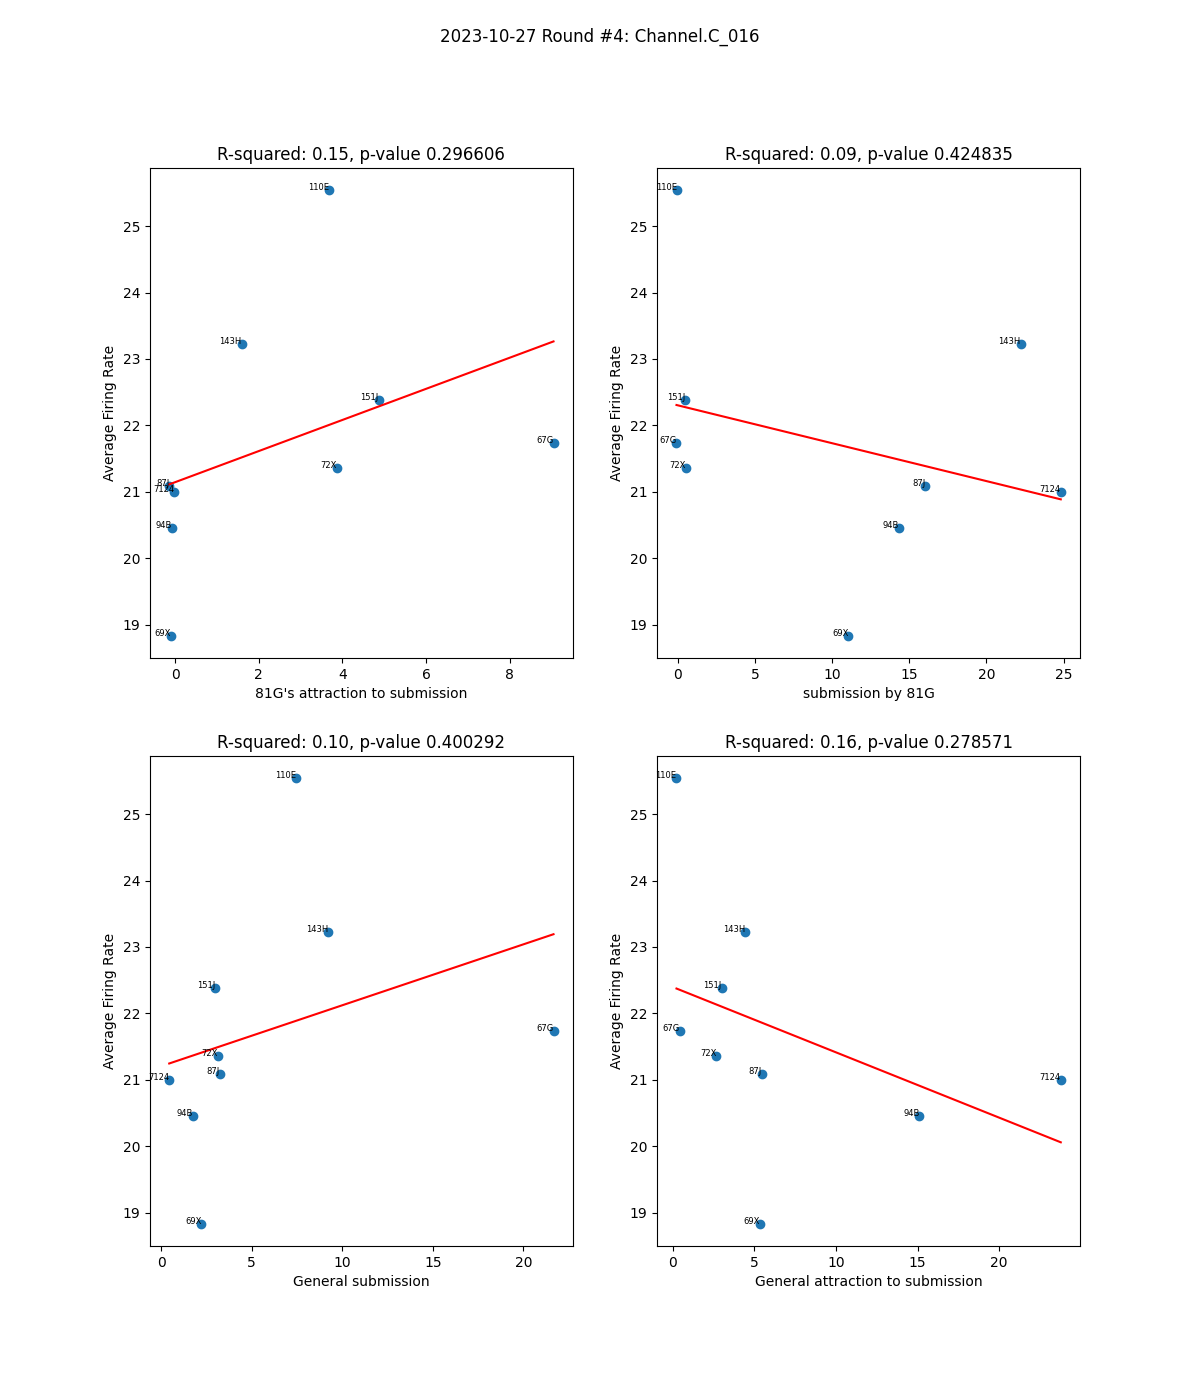 2023-10-27 Round #4: Channel.C_016
R-squared: 0.15, p-value 0.296606
Average Firing Rate
25
24
23
22
21
20
19
110E
143H
151J
67G
72X
87J
7124
94B
69X
0 2 4 6 8
81G's attraction to submission
R-squared: 0.09, p-value 0.424835
Average Firing Rate
25
24
23
22
21
20
19
110E
143H
151J
67G
72X
87J
7124
94B
69X
0 5 10 15 20 25
submission by 81G
R-squared: 0.10, p-value 0.400292
Average Firing Rate
25
24
23
22
21
20
19
110E
143H
151J
67G
72X
87J
7124
94B
69X
0 5 10 15 20
General submission
R-squared: 0.16, p-value 0.278571
Average Firing Rate
25
24
23
22
21
20
19
110E
143H
151J
67G
72X
87J
7124
94B
69X
0 5 10 15 20
General attraction to submission